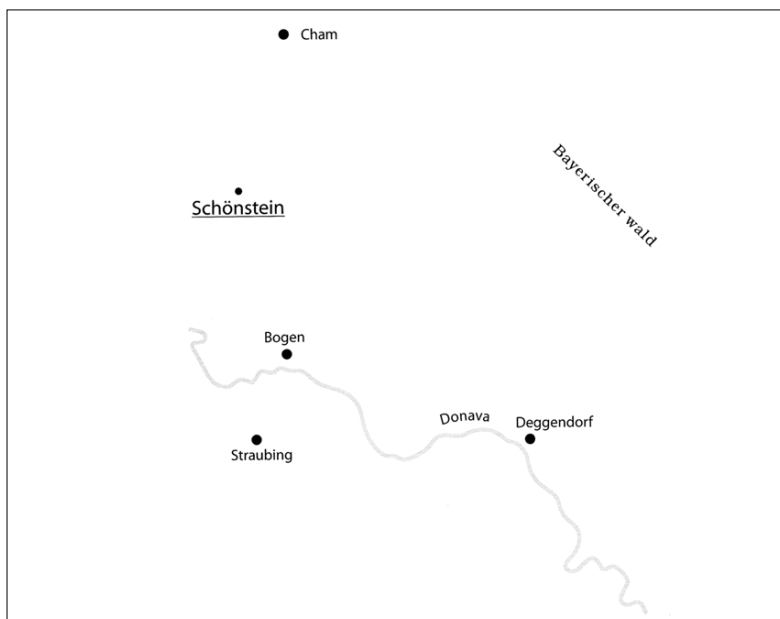 Cham
Bayerischer wald
Schönstein
Bogen
Donava
Deggendorf
Straubing